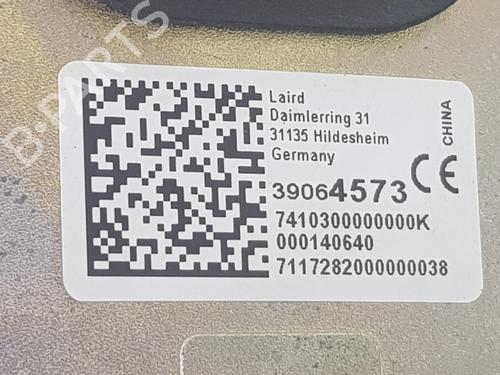 B-PARTS
Laird
Daimlerring 31
31135 Hildesheim
Germany
CHINA
CE
39064573
7410300000000K
000140640
7117282000000038